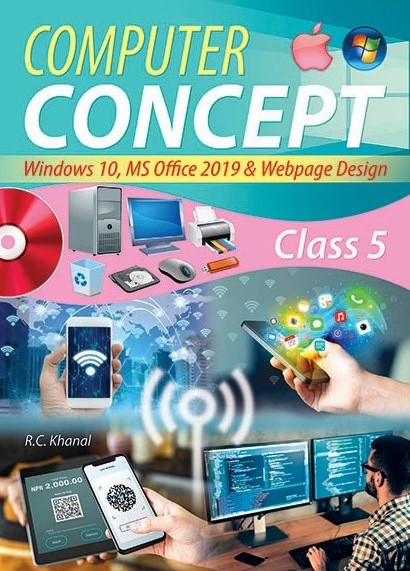 COMPUTER
CONCEPT
Windows 10, MS Office 2019 & Webpage Design
Class 5
R.C. Khanal
NPR 2,000.00